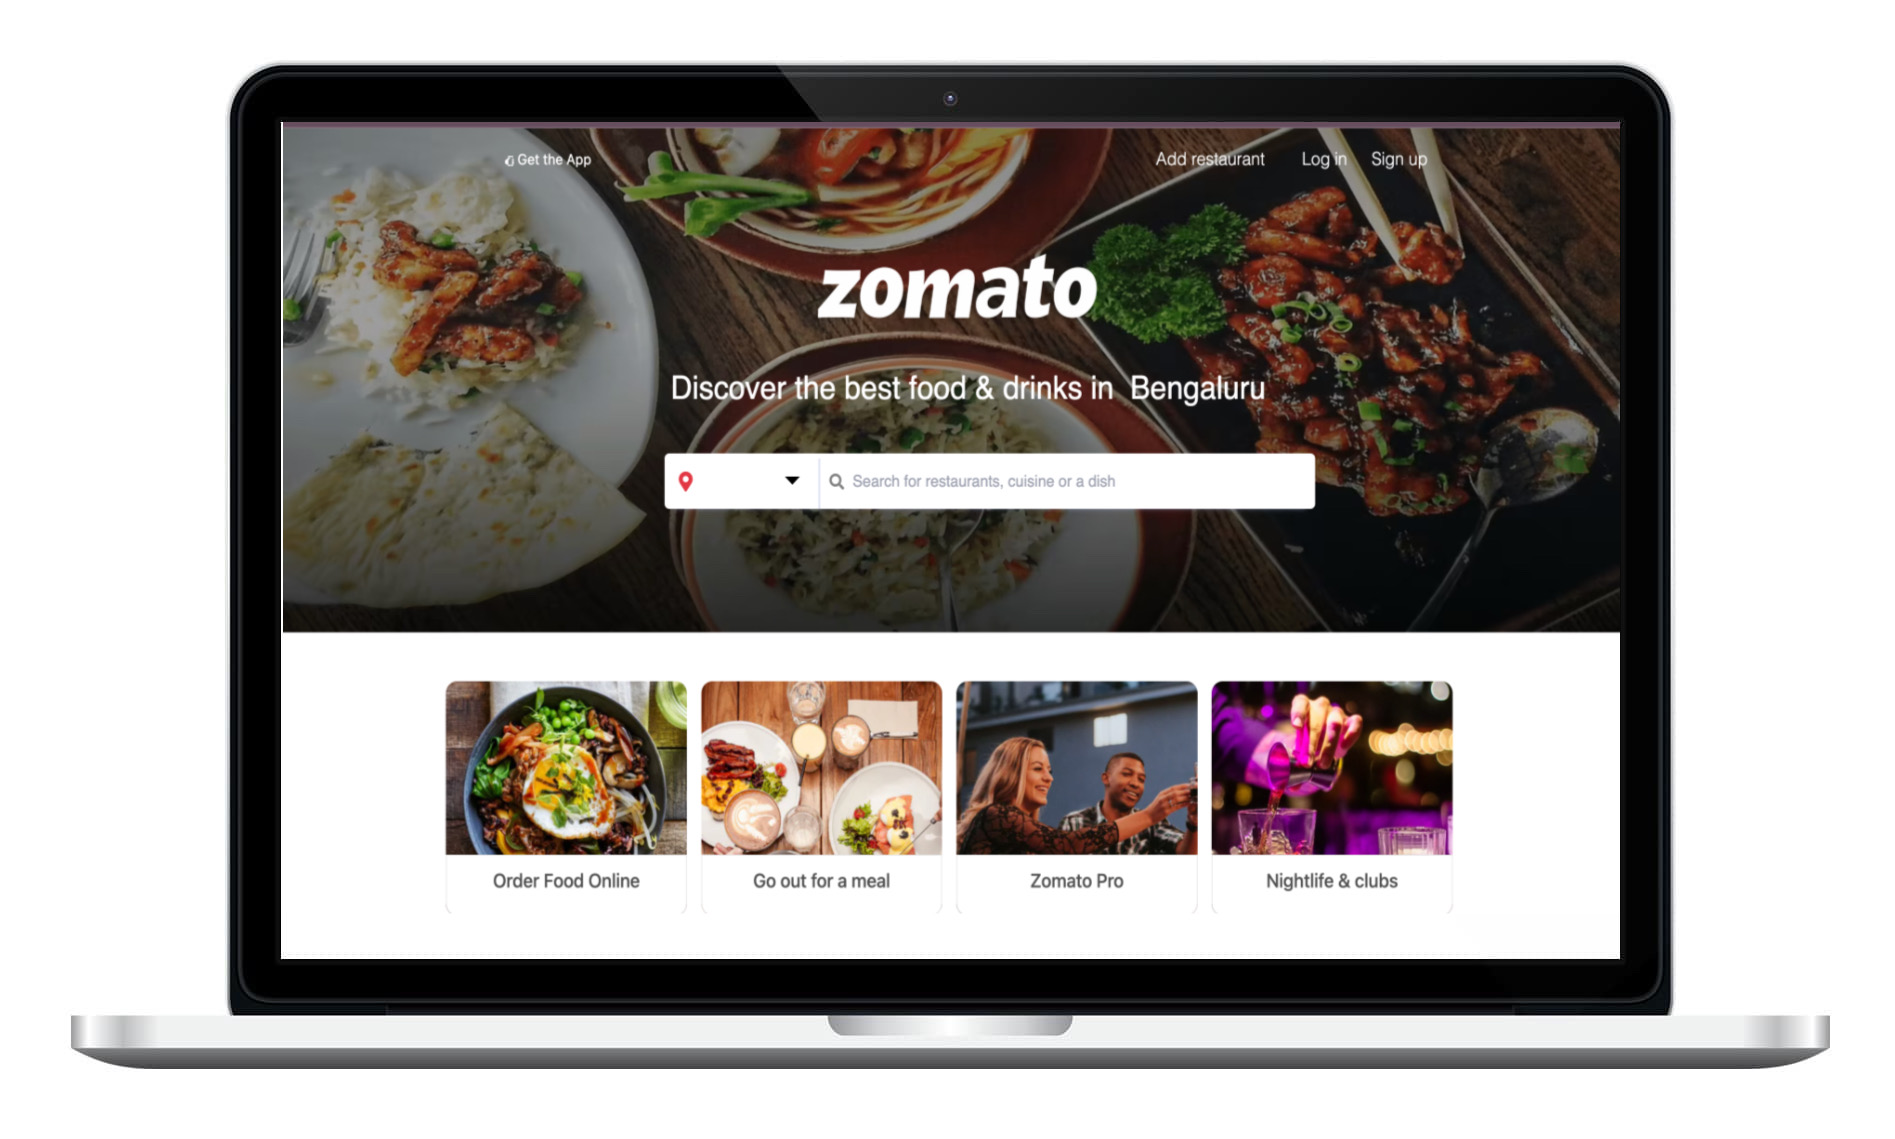 Get the App
Add restaurant Log in Sign up
zomato
Discover the best food & drinks in Bengaluru
Search for restaurants, cuisine or a dish
Order Food Online
Go out for a meal
Zomato Pro
Nightlife & clubs